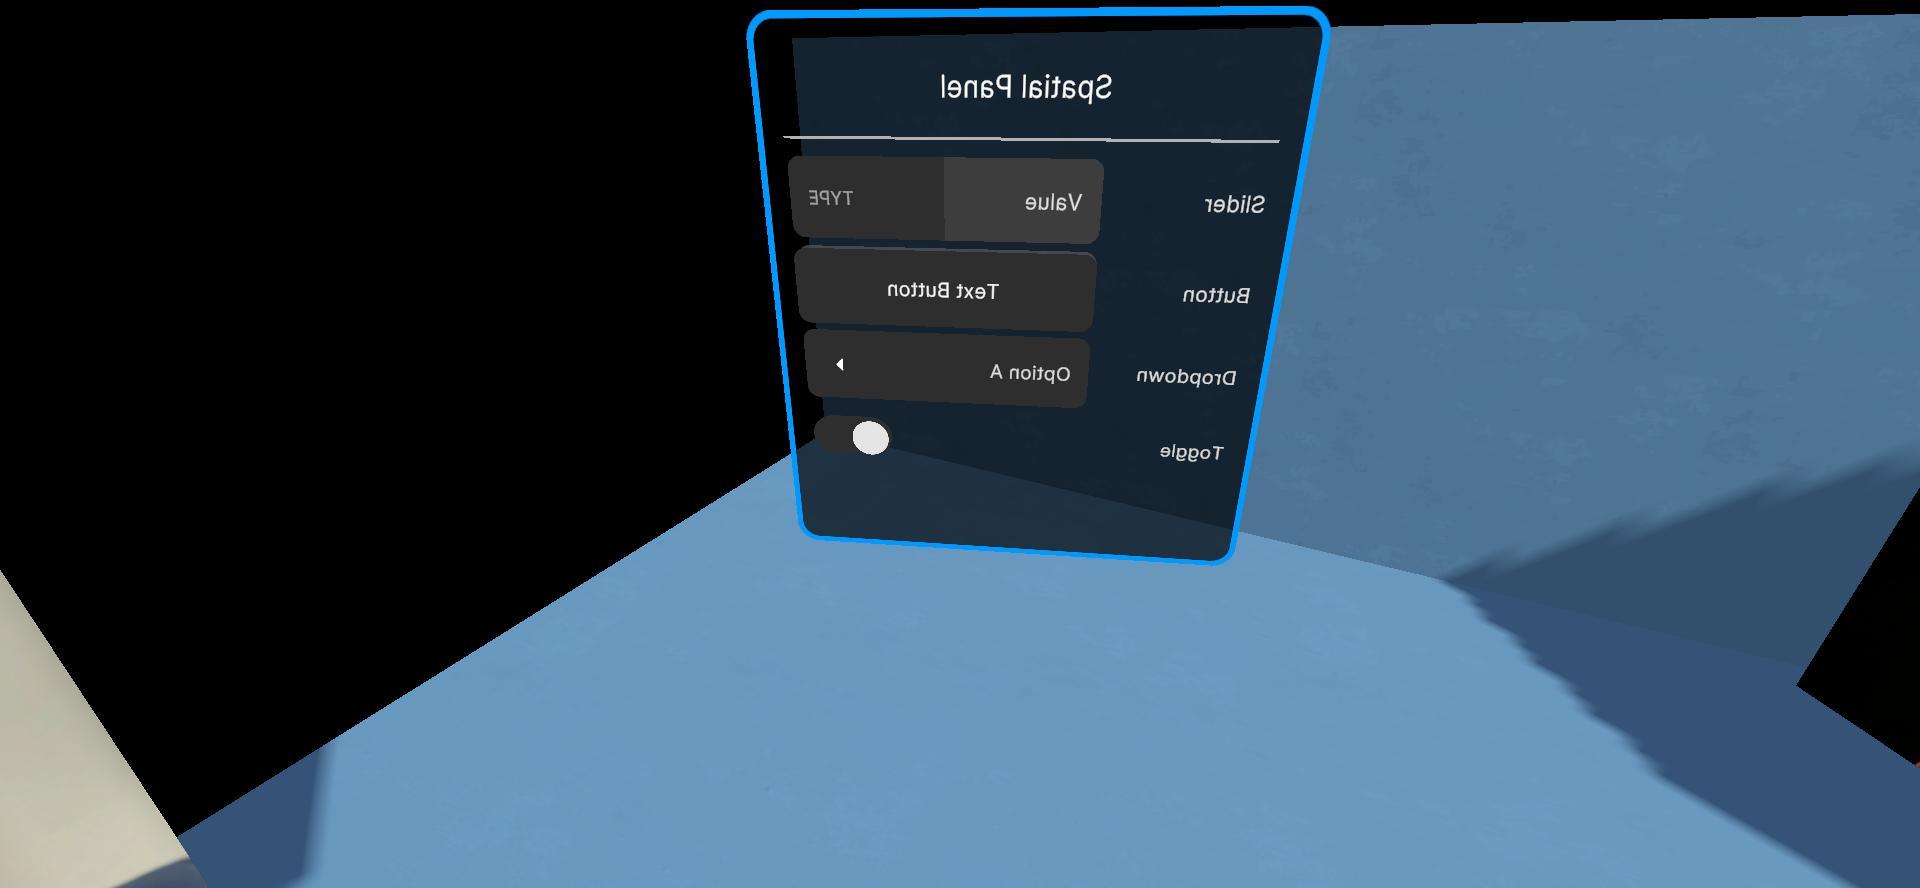 Spatial Panel
Slider Value TYPE
Button Text Button
Dropdown Option A
Toggle